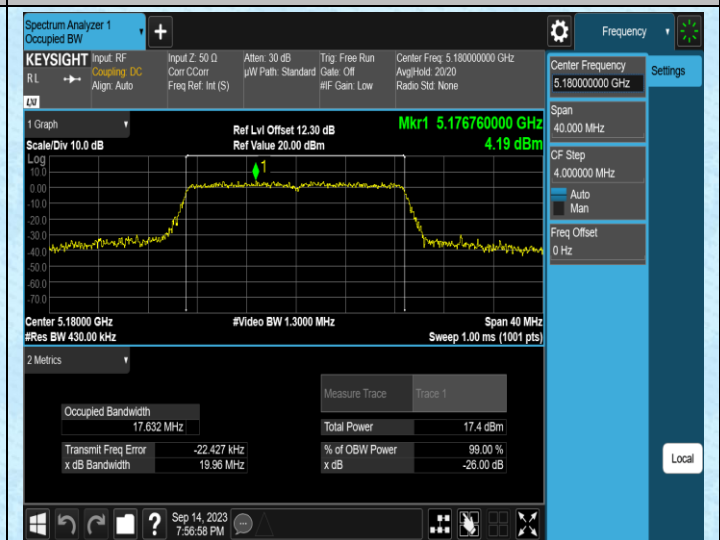 Spectrum Analyzer 1
Occupied BW
+
Frequency
KEYSIGHT
Input: RF
Coupling: DC
Align: Auto
Input Z: 50 Ω
Corr CCorr
Freq Ref: Int (S)
Atten: 30 dB
µW Path: Standard
Trig: Free Run
Gate: Off
#IF Gain: Low
Center Freq: 5.180000000 GHz
Avg|Hold: 20/20
Radio Std: None
RL
LXI
1 Graph
Scale/Div 10.0 dB
Ref Lvl Offset 12.30 dB
Ref Value 20.00 dBm
Mkr1 5.176760000 GHz
4.19 dBm
Log
10.0
0.00
-10.0
-20.0
-30.0
-40.0
-50.0
-60.0
-70.0
1
Center 5.18000 GHz
#Res BW 430.00 kHz
#Video BW 1.3000 MHz
Span 40 MHz
Sweep 1.00 ms (1001 pts)
2 Metrics
Measure Trace
Trace 1
Occupied Bandwidth
17.632 MHz
Total Power
17.4 dBm
Transmit Freq Error
-22.427 kHz
% of OBW Power
99.00 %
x dB Bandwidth
19.96 MHz
x dB
-26.00 dB
Center Frequency
5.180000000 GHz
Settings
Span
40.000 MHz
CF Step
4.000000 MHz
Auto
Man
Freq Offset
0 Hz
Local
?
Sep 14, 2023
7:56:58 PM